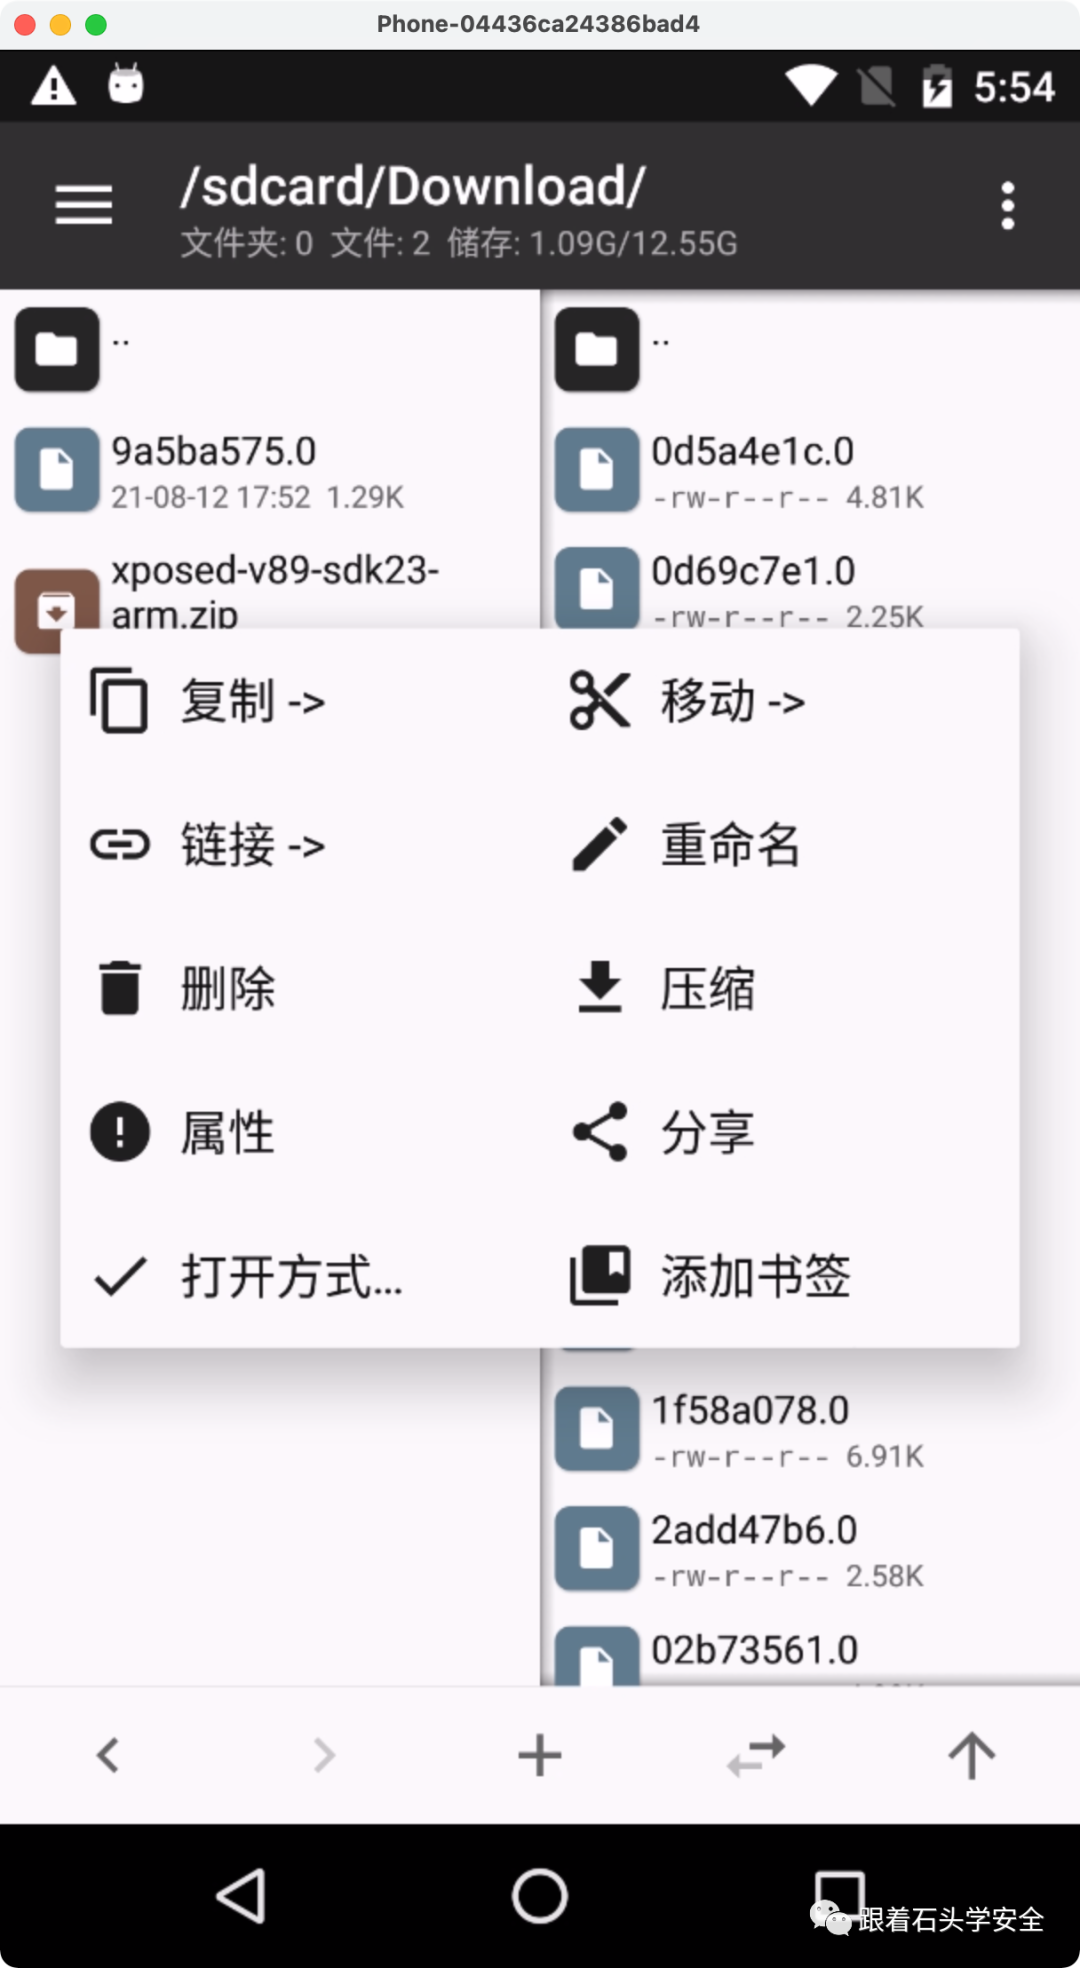 Phone-04436ca24386bad4
5:54
/sdcard/Download/
文件夹: 0 文件: 2 储存: 1.09G/12.55G
..
9a5ba575.0
21-08-12 17:52 1.29K
xposed-v89-sdk23-
arm.zip
..
0d5a4e1c.0
-rw-r--r-- 4.81K
0d69c7e1.0
-rw-r--r-- 2.25K
复制 ->
移动 ->
链接 ->
重命名
删除
压缩
属性
分享
打开方式...
添加书签
1f58a078.0
-rw-r--r-- 6.91K
2add47b6.0
-rw-r--r-- 2.58K
02b73561.0
跟着石头学安全